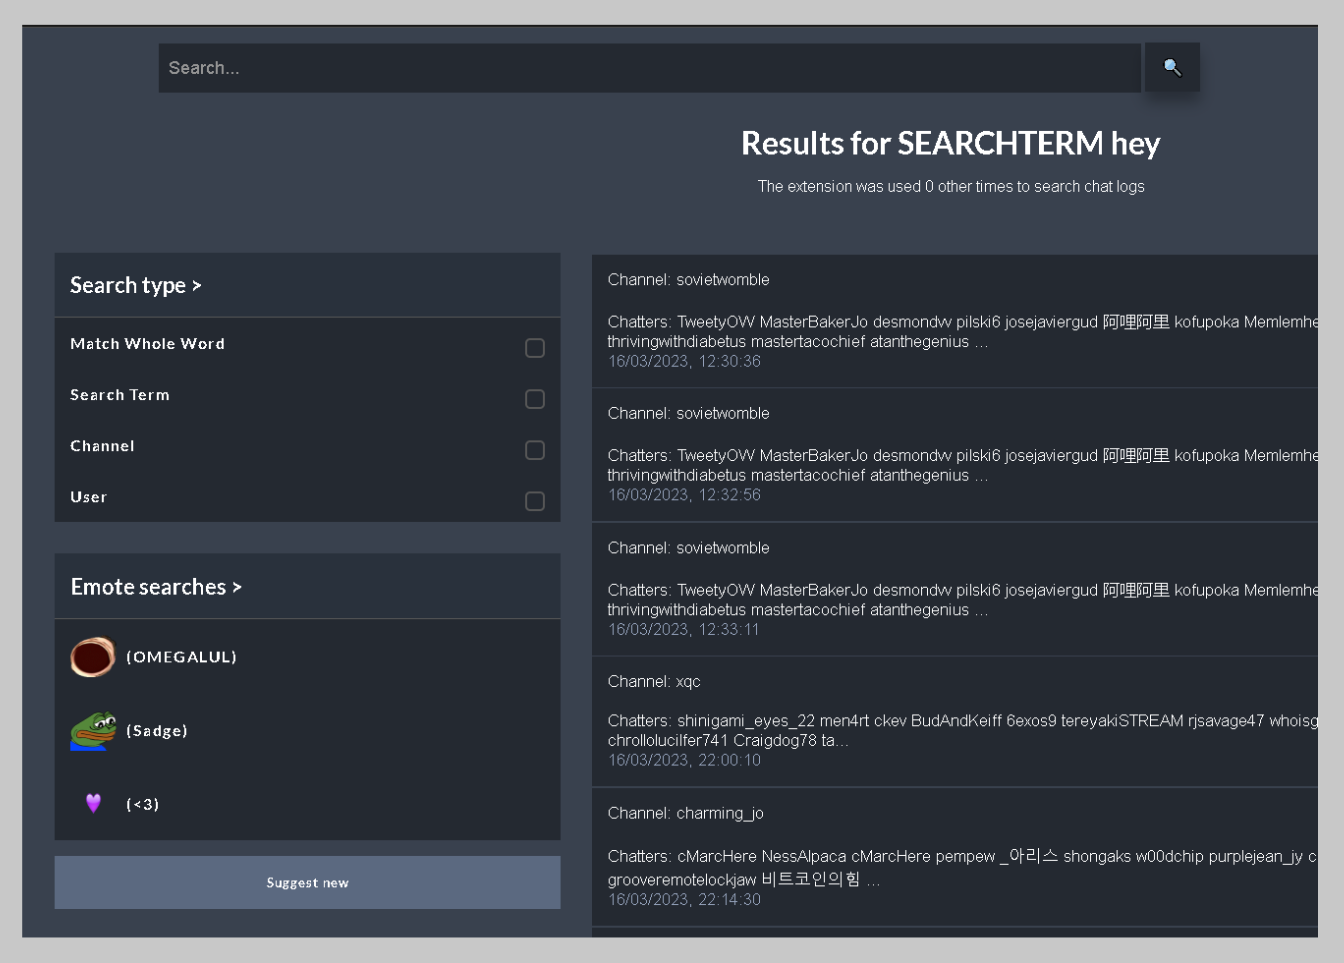 Search...
Results for SEARCHTERM hey
The extension was used 0 other times to search chat logs
Search type >
Match Whole Word
Search Term
Channel
User
Emote searches >
(OMEGALUL)
(Sadge)
(<3)
Suggest new
Channel: sovietwomble
Chatters: TweetyOW MasterBakerJo desmondvv pilski6 josejaviergud 阿哩阿里 kofupoka Memlemhe
thrivingwithdiabetus mastertacochief atanthegenius ...
16/03/2023, 12:30:36
Channel: sovietwomble
Chatters: TweetyOW MasterBakerJo desmondvv pilski6 josejaviergud 阿哩阿里 kofupoka Memlemhe
thrivingwithdiabetus mastertacochief atanthegenius ...
16/03/2023, 12:32:56
Channel: sovietwomble
Chatters: TweetyOW MasterBakerJo desmondvv pilski6 josejaviergud 阿哩阿里 kofupoka Memlemhe
thrivingwithdiabetus mastertacochief atanthegenius ...
16/03/2023, 12:33:11
Channel: xqc
Chatters: shinigami_eyes_22 men4rt ckev BudAndKeiff 6exos9 tereyakiSTREAM rjsavage47 whoisg
chrollolucilfer741 Craigdog78 ta...
16/03/2023, 22:00:10
Channel: charming_jo
Chatters: cMarcHere NessAlpaca cMarcHere pempew _아리스 shongaks w00dchip purplejean_jy c
grooveremotelockjaw 비트코인의힘 ...
16/03/2023, 22:14:30